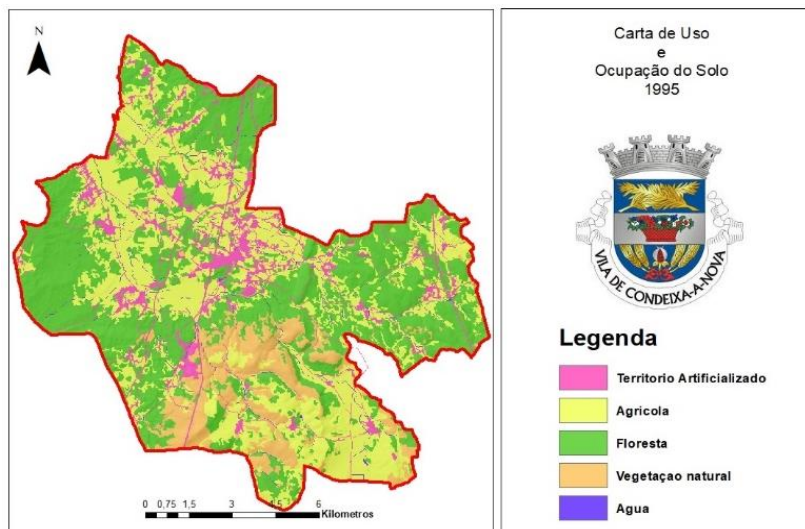 N
0 0,75 1,5 3 4,5 6
Kilometros
Carta de Uso
e
Ocupação do Solo
1995
VILA DE CONDEIXA-A-NOVA
Legenda
Territorio Artificializado
Agrícola
Floresta
Vegetaçao natural
Agua